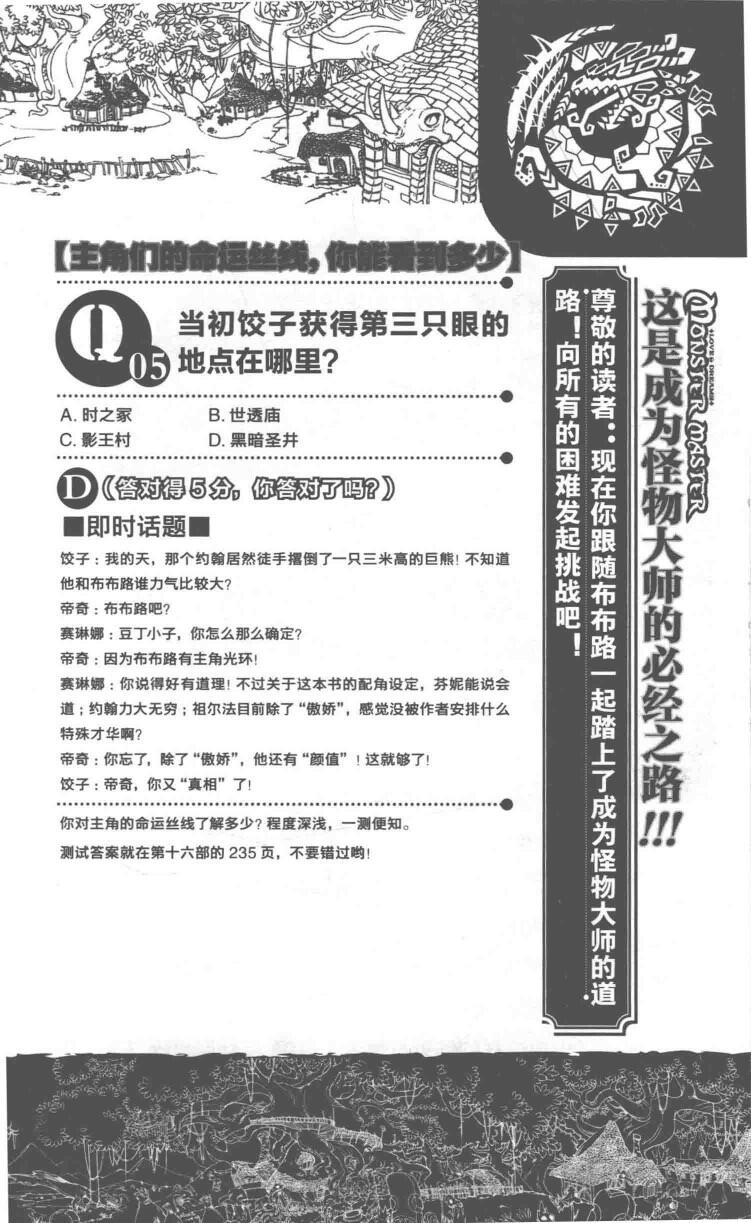 【主角们的命运丝线，你能看到多少】
Q 05
当初饺子获得第三只眼的
地点在哪里？
A. 时之冢 B. 世透庙
C. 影王村 D. 黑暗圣井
D（答对得5分，你答对了吗？）
■即时话题■
饺子：我的天，那个约翰居然徒手撂倒了一只三米高的巨熊！不知道
他和布布路谁力气比较大？
帝奇：布布路吧？
赛琳娜：豆丁小子，你怎么那么确定？
帝奇：因为布布路有主角光环！
赛琳娜：你说得好有道理！不过关于这本书的配角设定，芬妮能说会
道；约翰力大无穷；祖尔法目前除了“傲娇”，感觉没被作者安排什么
特殊才华啊？
帝奇：你忘了，除了“傲娇”，他还有“颜值”！这就够了！
饺子：帝奇，你又“真相”了！
你对主角的命运丝线了解多少？程度深浅，一测便知。
测试答案就在第十六部的 235 页，不要错过哟！
MONSTER MASTER
+LOVE & DREAMS+
这是成为怪物大师的必经之路!!!
尊敬的读者：现在你跟随布布路一起踏上了成为怪物大师的道
路！向所有的困难发起挑战吧！